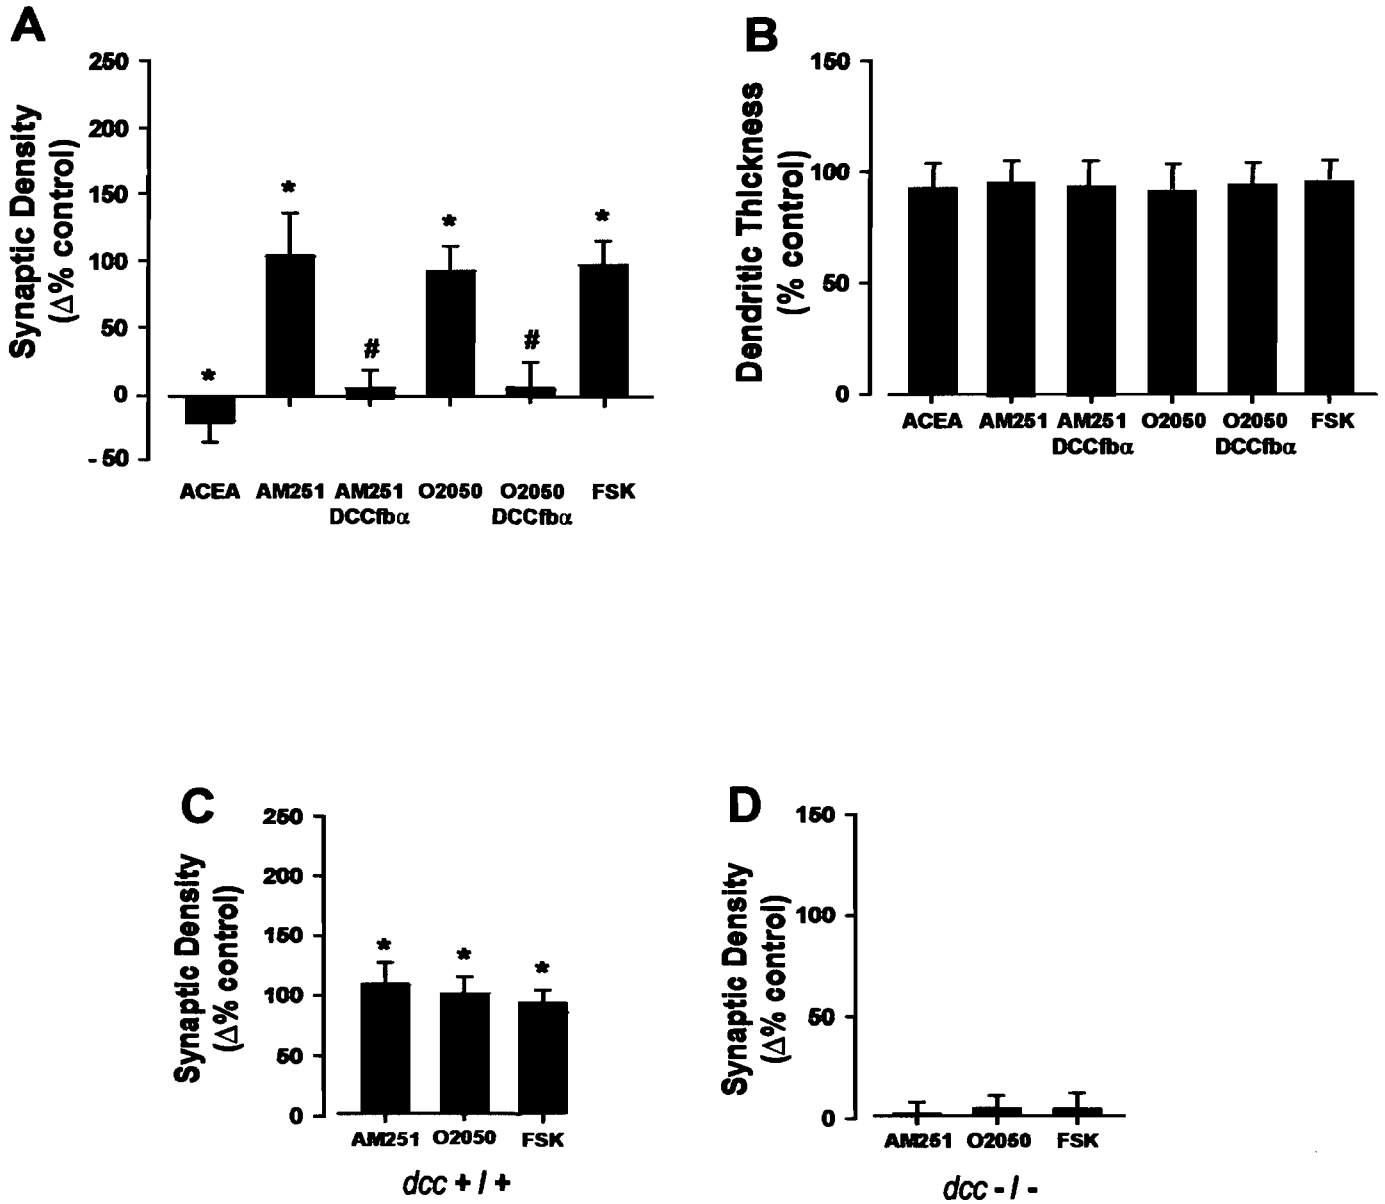 A
Synaptic Density
(Δ% control)
250
200
150
100
50
0
- 50
*
*
#
*
#
*
ACEA AM251 AM251 O2050 O2050 FSK
DCCfbα DCCfbα
B
Dendritic Thickness
(% control)
150
100
50
0
ACEA AM251 AM251 O2050 O2050 FSK
DCCfbα DCCfbα
C
Synaptic Density
(Δ% control)
250
200
150
100
50
0
*
*
*
AM251 O2050 FSK
dcc + / +
D
Synaptic Density
(Δ% control)
150
100
50
0
AM251 O2050 FSK
dcc - / -